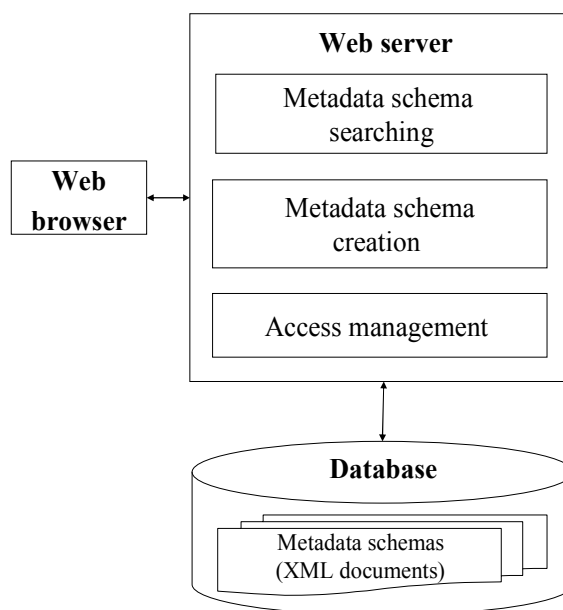 Web server
Metadata schema
searching
Web
browser
Metadata schema
creation
Access management
Database
Metadata schemas
(XML documents)